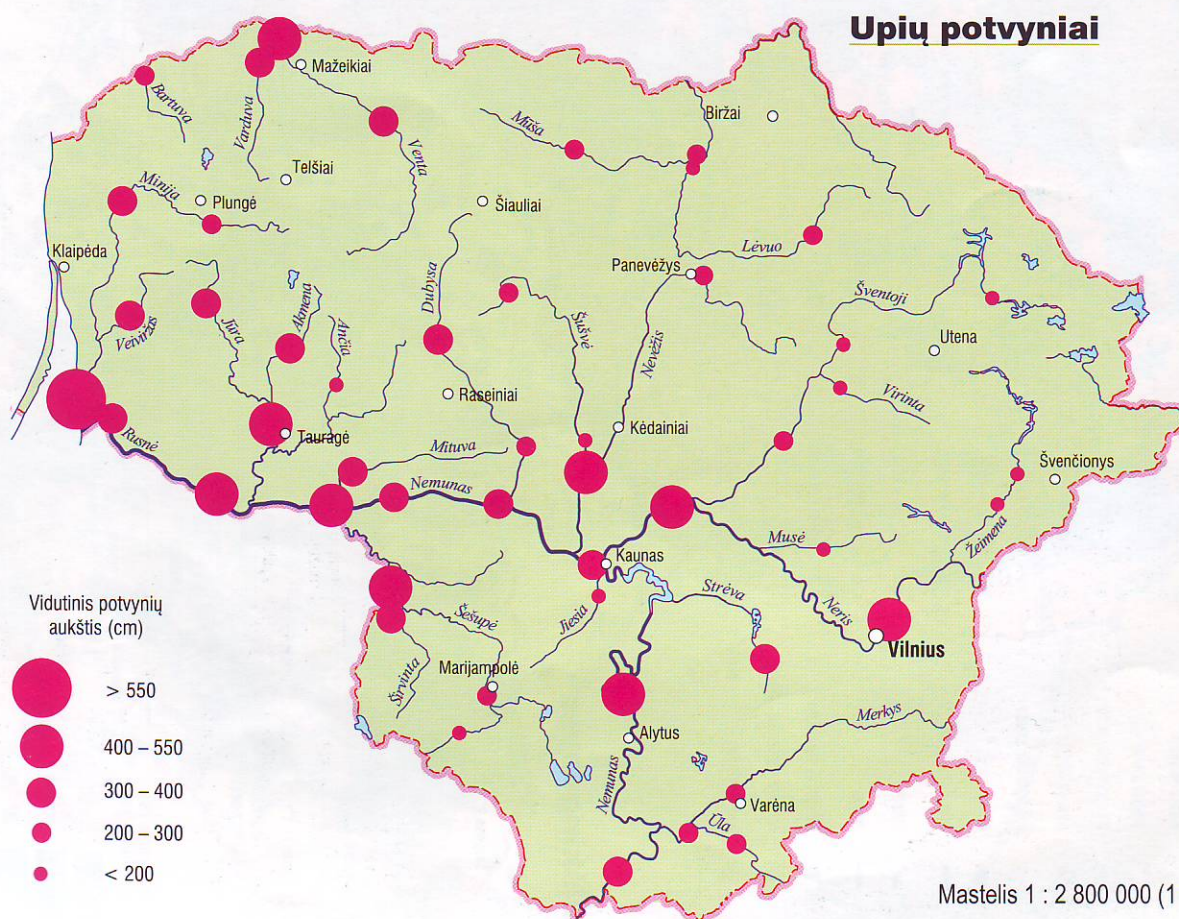 Upių potvyniai
Mažeikiai
Bartuva
Varduva
Venta
Mūša
Biržai
Telšiai
Minija
Plungė
Šiauliai
Klaipėda
Lėvuo
Panevėžys
Dubysa
Šušvė
Nevėžis
Šventoji
Veiviržas
Jūra
Akmena
Ančia
Utena
Raseiniai
Virinta
Rusnė
Tauragė
Mituva
Kėdainiai
Švenčionys
Nemunas
Musė
Žeimena
Kaunas
Strėva
Neris
Vidutinis potvynių
aukštis (cm)
Šešupė
Jiesia
Vilnius
Širvinta
Marijampolė
> 550
Merkys
400 – 550
Alytus
300 – 400
Nemunas
Varėna
200 – 300
Ūla
< 200
Mastelis 1 : 2 800 000 (1